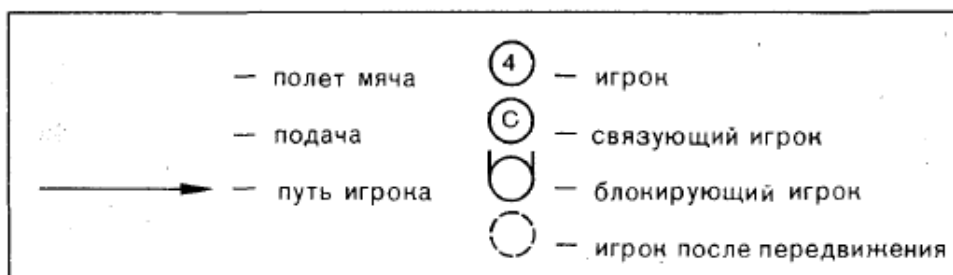 — полет мяча
— подача
— путь игрока
4 — игрок
С — связующий игрок
— блокирующий игрок
— игрок после передвижения